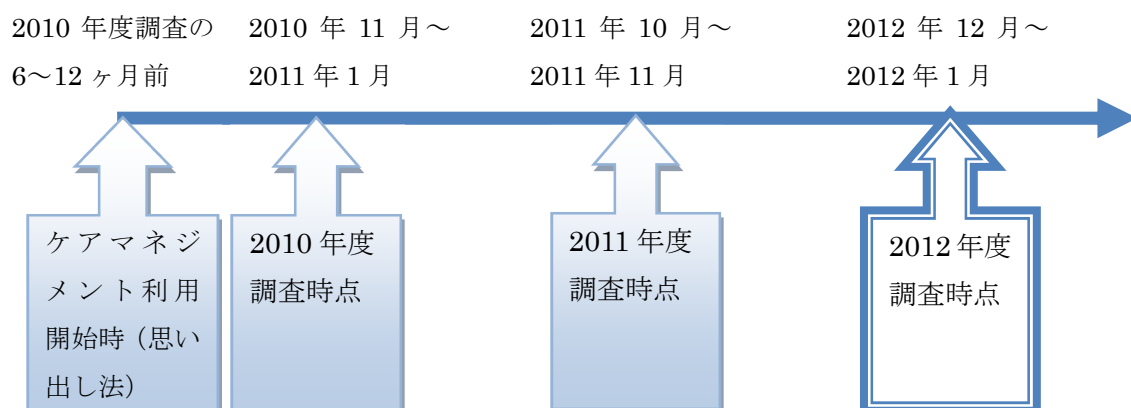 2010 年度調査の
6～12 ヶ月前
2010 年 11 月～
2011 年 1 月
2011 年 10 月～
2011 年 11 月
2012 年 12 月～
2012 年 1 月
ケアマネジ
メント利用
開始時（思い
出し法）
2010 年度
調査時点
2011 年度
調査時点
2012 年度
調査時点